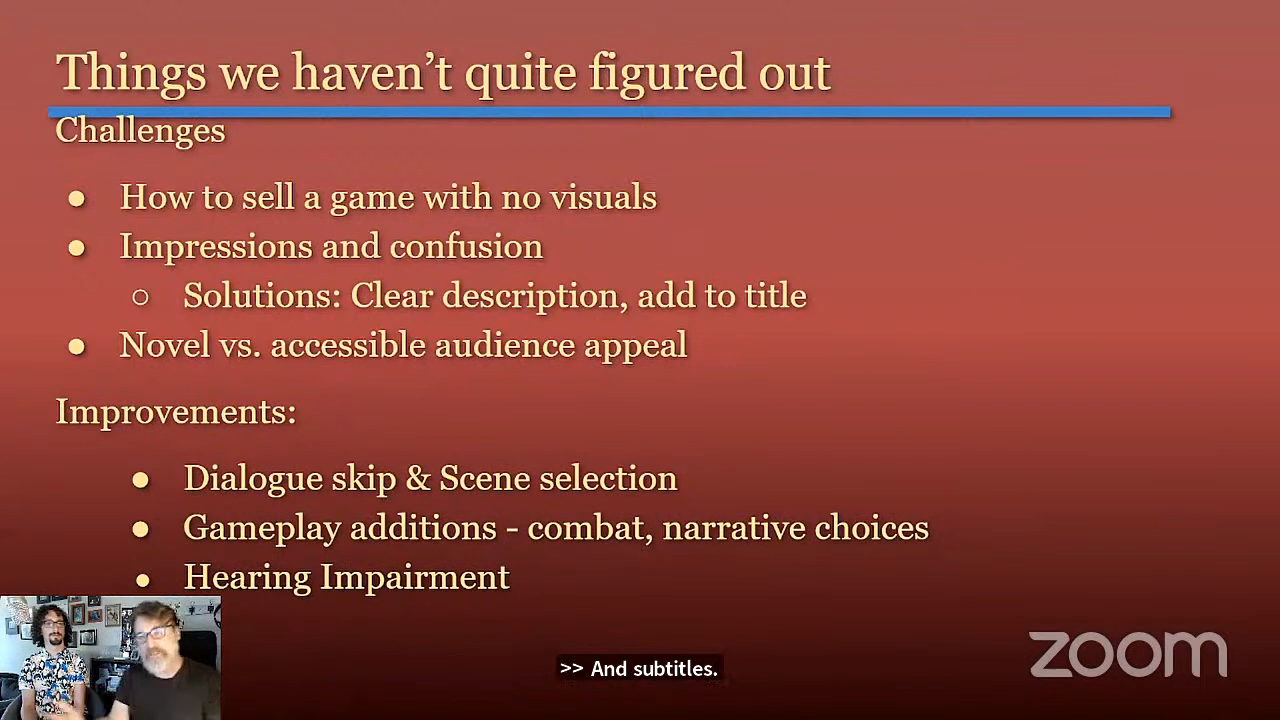 Things we haven’t quite figured out
Challenges
● How to sell a game with no visuals
● Impressions and confusion
○ Solutions: Clear description, add to title
● Novel vs. accessible audience appeal
Improvements:
● Dialogue skip & Scene selection
● Gameplay additions - combat, narrative choices
● Hearing Impairment
zoom
>> And subtitles.